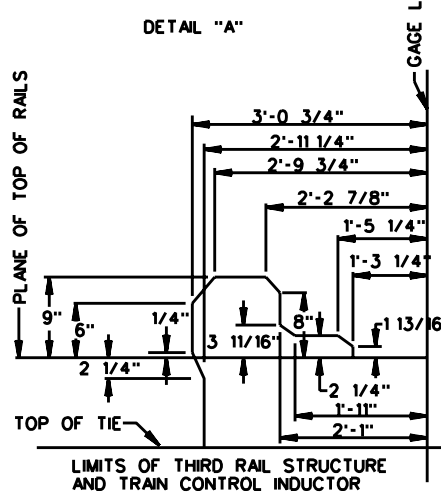 DETAIL "A"
GAGE L
PLANE OF TOP OF RAILS
3'-0 3/4"
2'-11 1/4"
2'-9 3/4"
2'-2 7/8"
1'-5 1/4"
1'-3 1/4"
9"
6"
1/4"
8"
1 13/16
3 11/16"
2 1/4"
2 1/4"
1'-11"
2'-1"
TOP OF TIE
LIMITS OF THIRD RAIL STRUCTURE
AND TRAIN CONTROL INDUCTOR